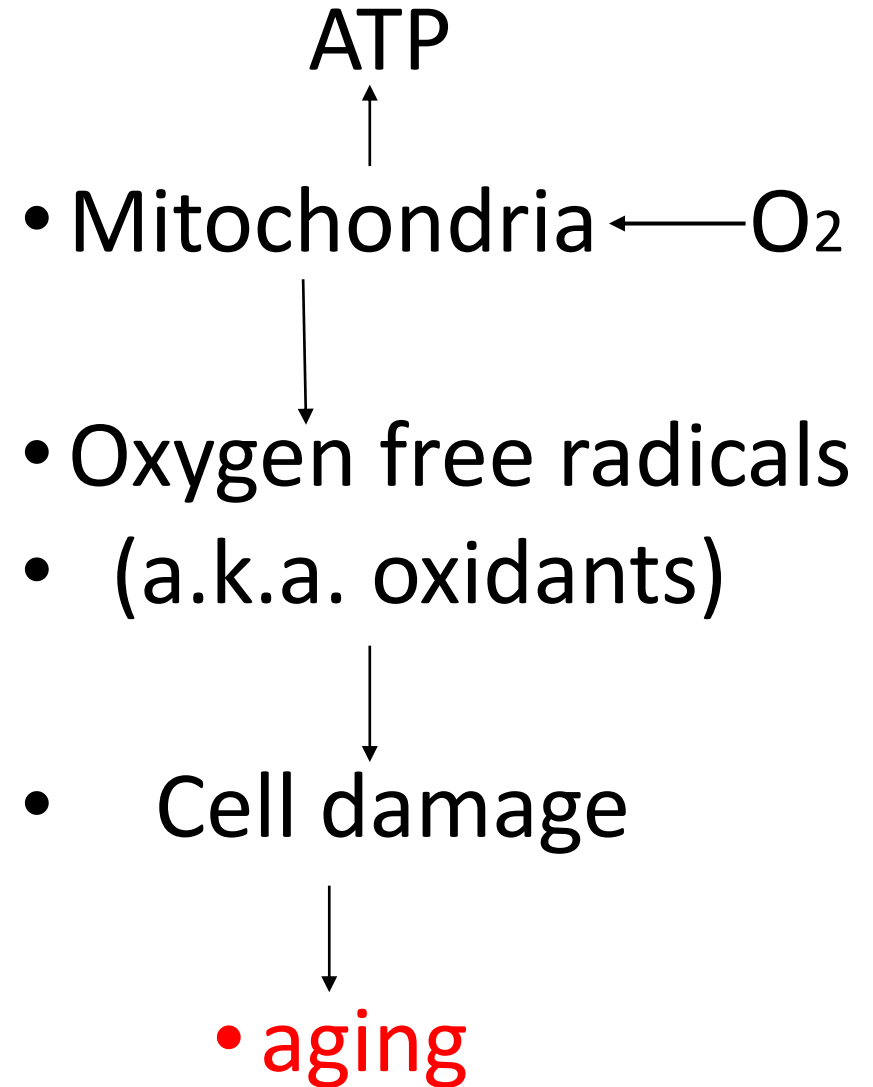 ATP
• Mitochondria O₂
• Oxygen free radicals
• (a.k.a. oxidants)
• Cell damage
• aging